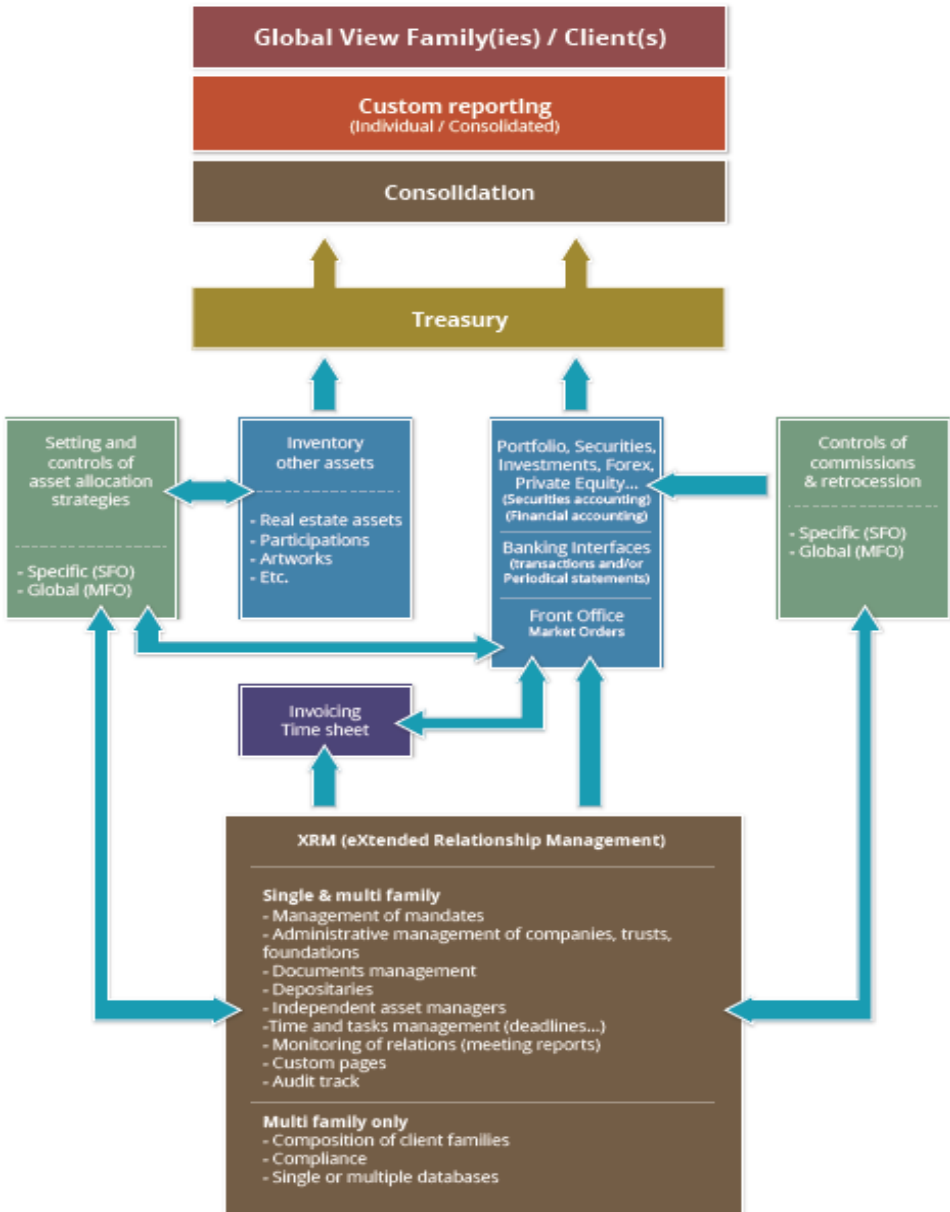 Global View Family(ies) / Client(s)
Custom reporting
(Individual / Consolidated)
Consolidation
Treasury
Setting and
controls of
asset allocation
strategies
- Specific (SFO)
- Global (MFO)
Inventory
other assets
- Real estate assets
- Participations
- Artworks
- Etc.
Portfolio, Securities,
Investments, Forex,
Private Equity...
(Securities accounting)
(Financial accounting)
Banking Interfaces
(transactions and/or
Periodical statements)
Front Office
Market Orders
Controls of
commissions
& retrocession
- Specific (SFO)
- Global (MFO)
Invoicing
Time sheet
XRM (eXtended Relationship Management)
Single & multi family
- Management of mandates
- Administrative management of companies, trusts,
foundations
- Documents management
- Depositaries
- Independent asset managers
-Time and tasks management (deadlines...)
- Monitoring of relations (meeting reports)
- Custom pages
- Audit track
Multi family only
- Composition of client families
- Compliance
- Single or multiple databases